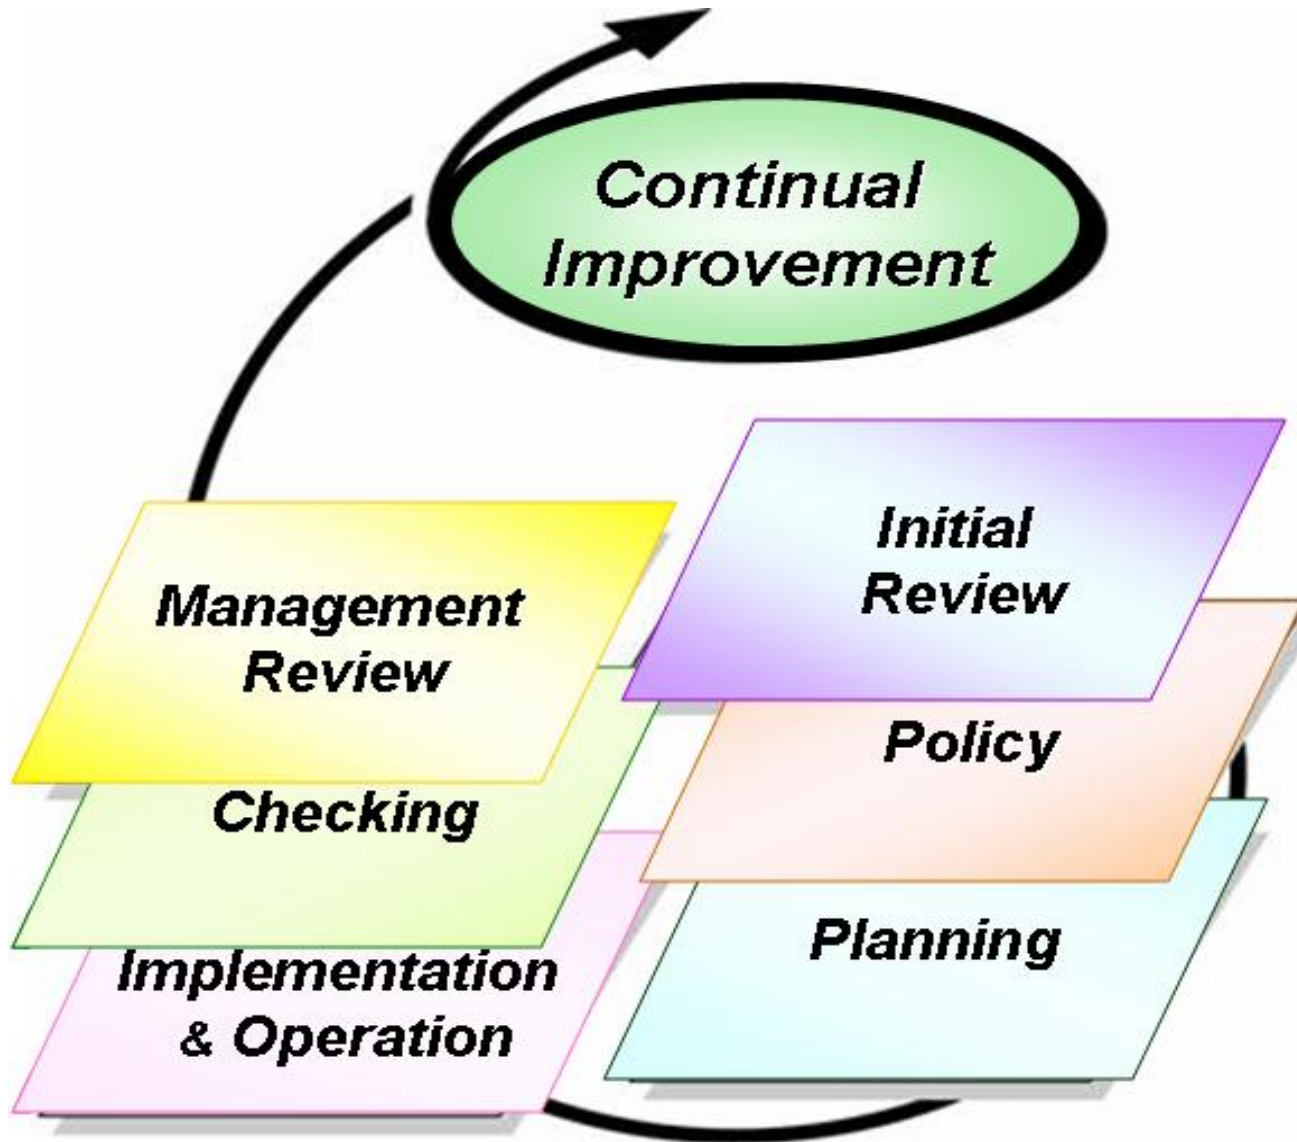 Continual
Improvement
Initial
Review
Management
Review
Policy
Checking
Planning
Implementation
& Operation